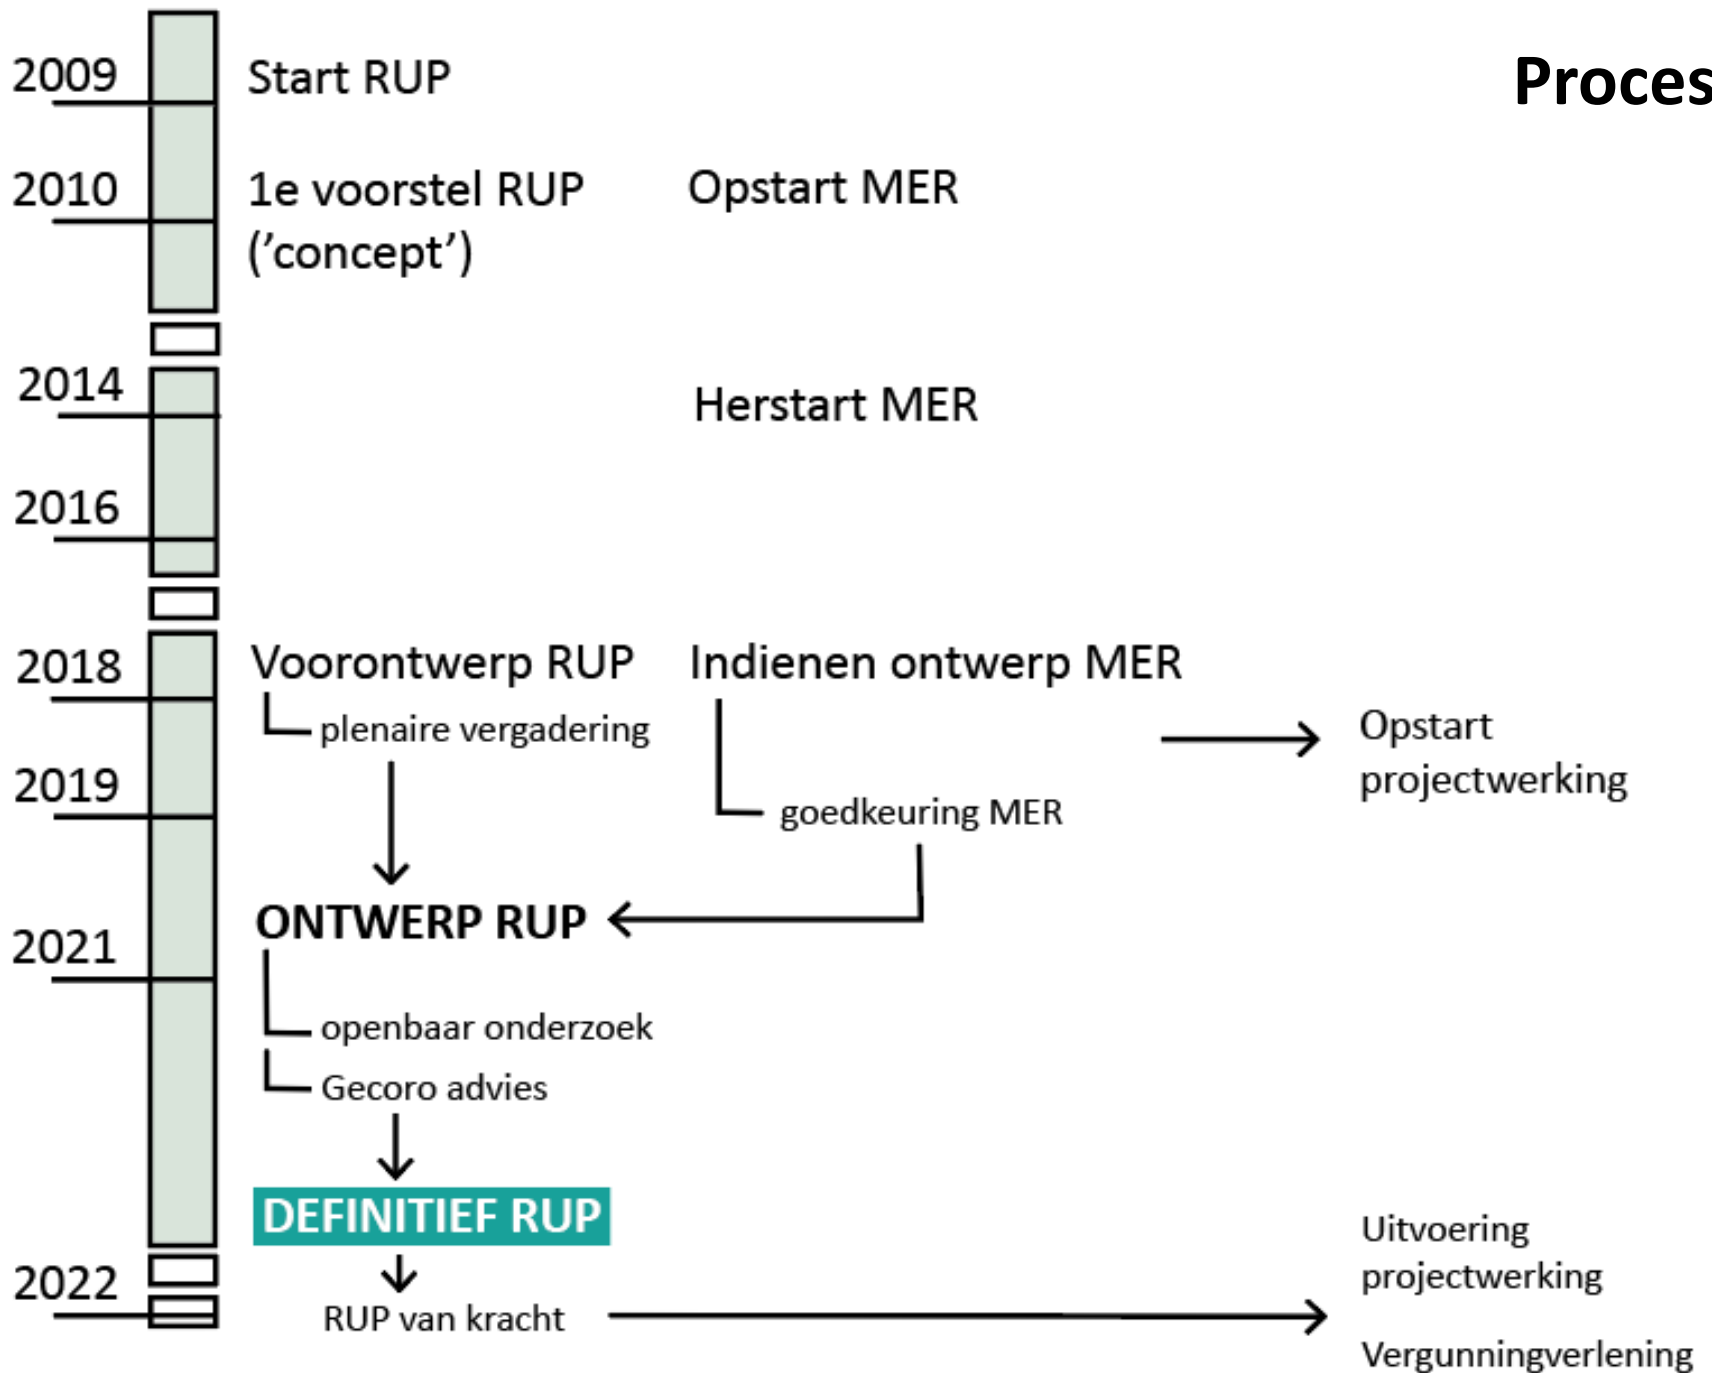 Proces
2009 Start RUP
2010 1e voorstel RUP Opstart MER
('concept')
2014 Herstart MER
2016
2018 Voorontwerp RUP Indienen ontwerp MER
plenaire vergadering
Opstart
projectwerking
2019 goedkeuring MER
ONTWERP RUP
2021
openbaar onderzoek
Gecoro advies
DEFINITIEF RUP
Uitvoering
projectwerking
2022 RUP van kracht
Vergunningverlening